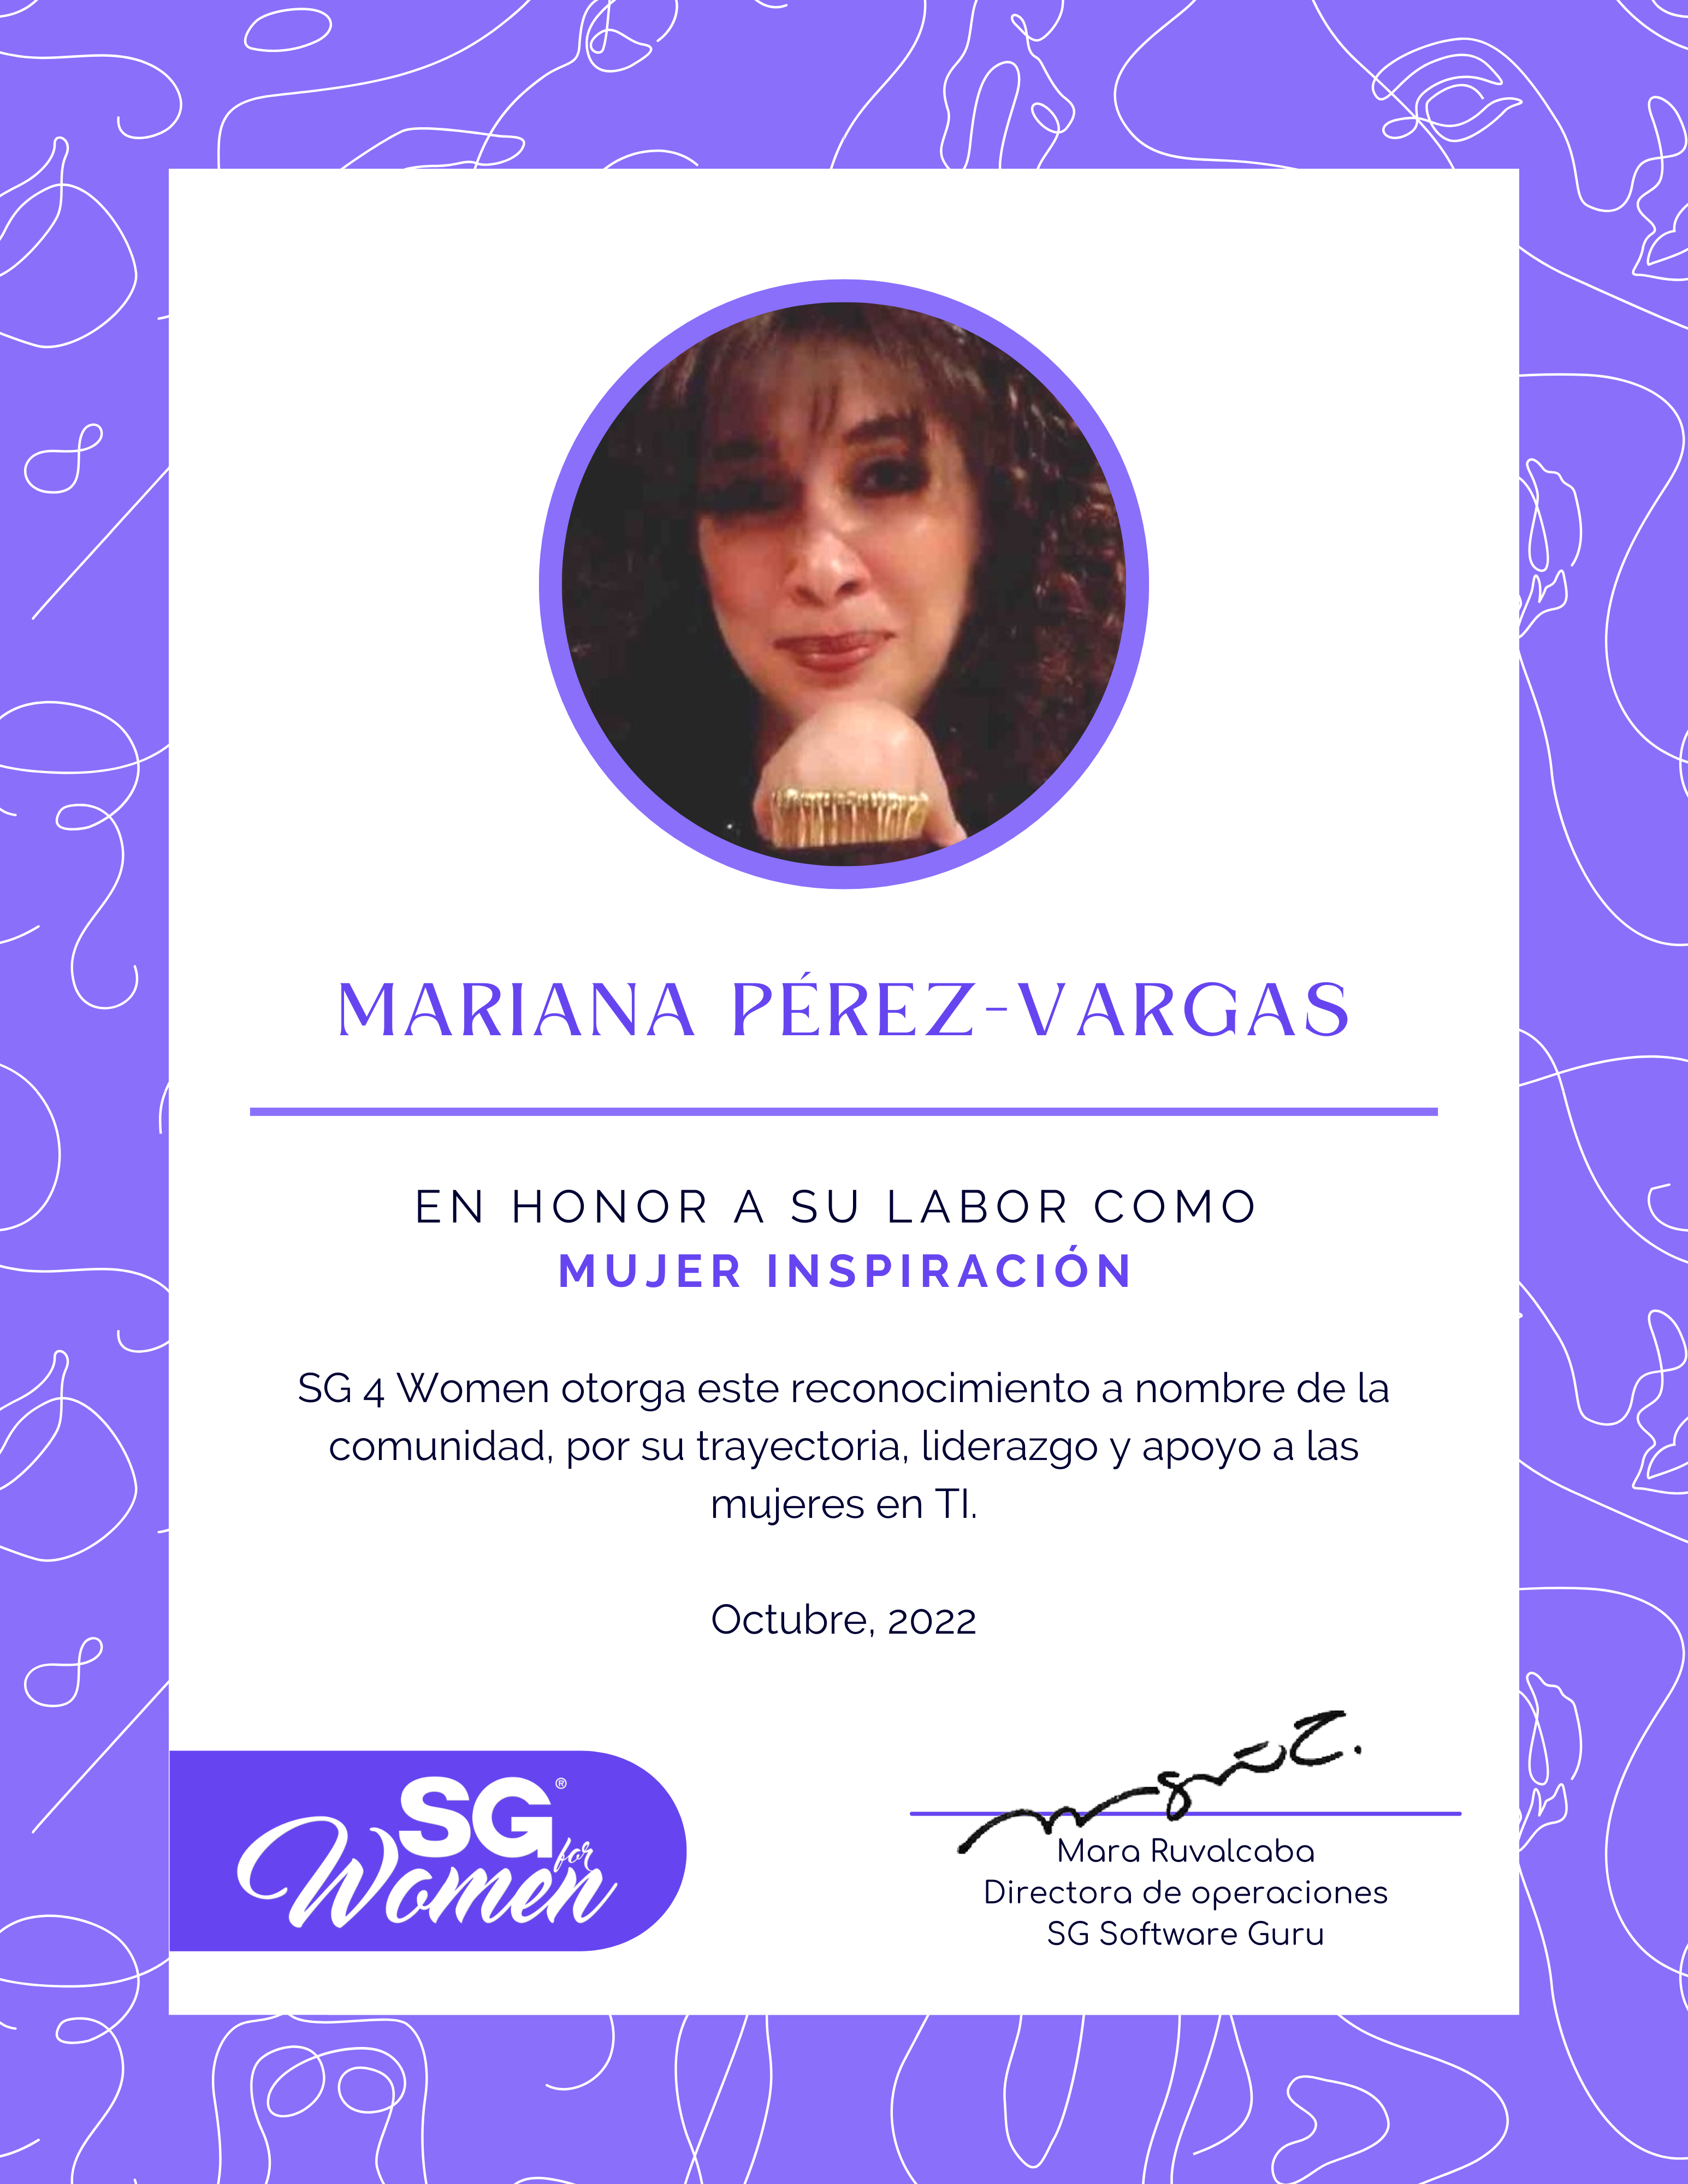 MARIANA PÉREZ-VARGAS
EN HONOR A SU LABOR COMO
MUJER INSPIRACIÓN
SG 4 Women otorga este reconocimiento a nombre de la
comunidad, por su trayectoria, liderazgo y apoyo a las
mujeres en TI.
Octubre, 2022
SG®
for
Women
Mara Ruvalcaba
Directora de operaciones
SG Software Guru